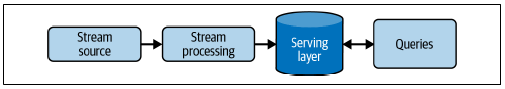 Stream
source
Stream
processing
Serving
layer
Queries